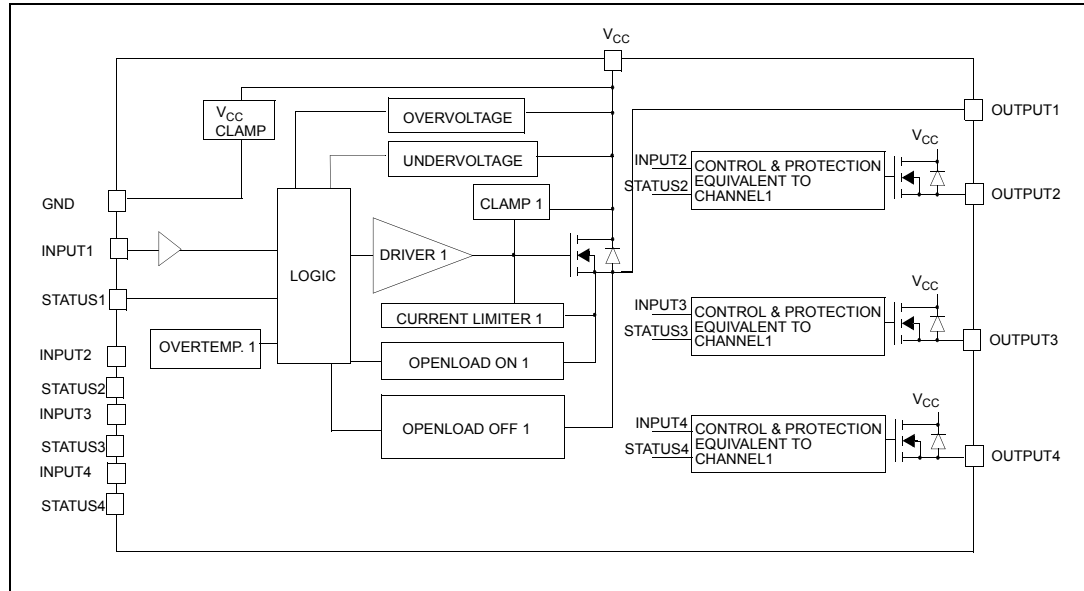 VCC
VCC
CLAMP
OVERVOLTAGE
UNDERVOLTAGE
CLAMP 1
GND
INPUT1
STATUS1
LOGIC
DRIVER 1
CURRENT LIMITER 1
OVERTEMP. 1
OPENLOAD ON 1
OPENLOAD OFF 1
INPUT2
STATUS2
INPUT3
STATUS3
INPUT4
STATUS4
OUTPUT1
INPUT2
STATUS2
CONTROL & PROTECTION
EQUIVALENT TO
CHANNEL1
VCC
OUTPUT2
INPUT3
STATUS3
CONTROL & PROTECTION
EQUIVALENT TO
CHANNEL1
VCC
OUTPUT3
INPUT4
STATUS4
CONTROL & PROTECTION
EQUIVALENT TO
CHANNEL1
VCC
OUTPUT4